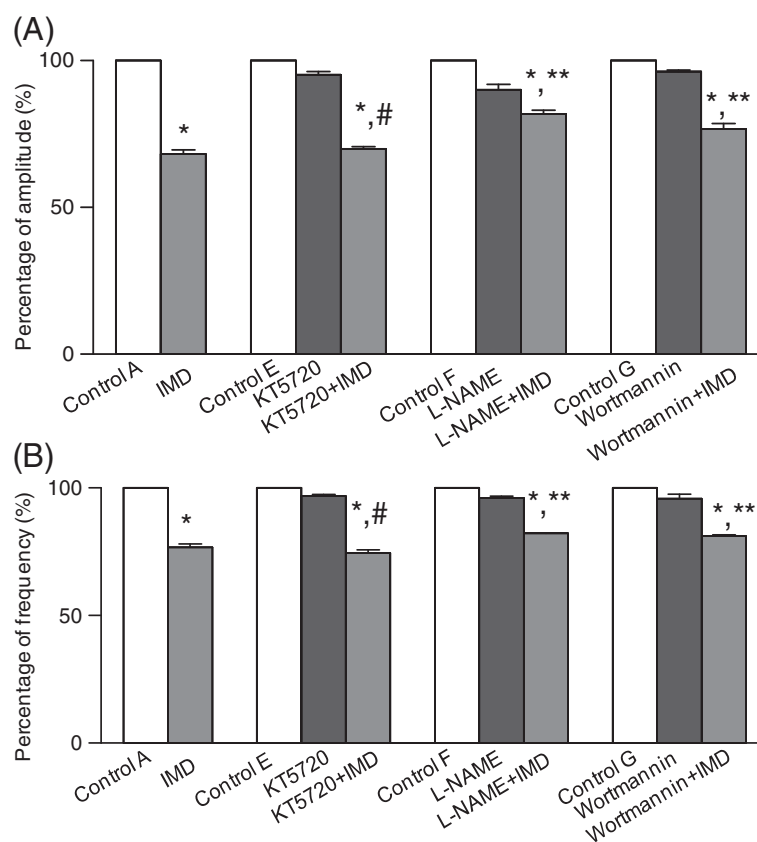 (A)
Percentage of amplitude (%)
100
50
0
*
*,#
*,**
*,**
Control A
IMD
Control E
KT5720
KT5720+IMD
Control F
L-NAME
L-NAME+IMD
Control G
Wortmannin
Wortmannin+IMD
(B)
Percentage of frequency (%)
100
50
0
*
*,#
*,**
*,**
Control A
IMD
Control E
KT5720
KT5720+IMD
Control F
L-NAME
L-NAME+IMD
Control G
Wortmannin
Wortmannin+IMD